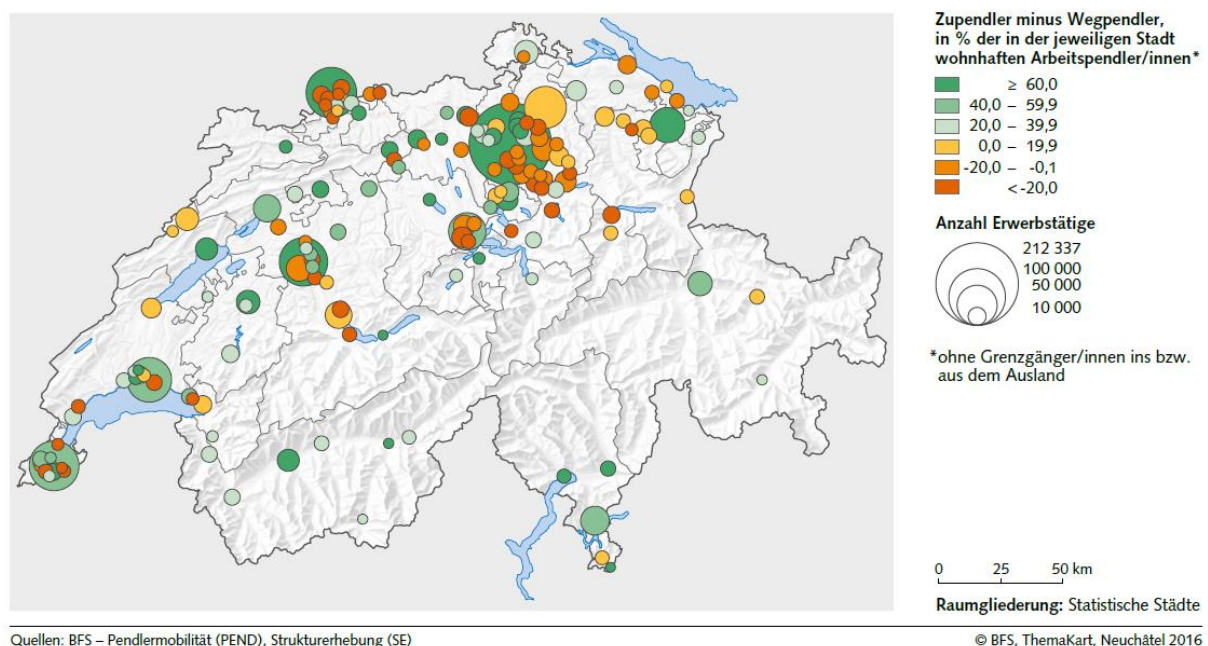 Zupendler minus Wegpendler,
in % der in der jeweiligen Stadt
wohnhaften Arbeitspendler/innen*
≥ 60,0
40,0 – 59,9
20,0 – 39,9
0,0 – 19,9
-20,0 – -0,1
< -20,0
Anzahl Erwerbstätige
212 337
100 000
50 000
10 000
*ohne Grenzgänger/innen ins bzw.
aus dem Ausland
0 25 50 km
Raumgliederung: Statistische Städte
Quellen: BFS – Pendlermobilität (PEND), Strukturerhebung (SE)
© BFS, ThemaKart, Neuchâtel 2016